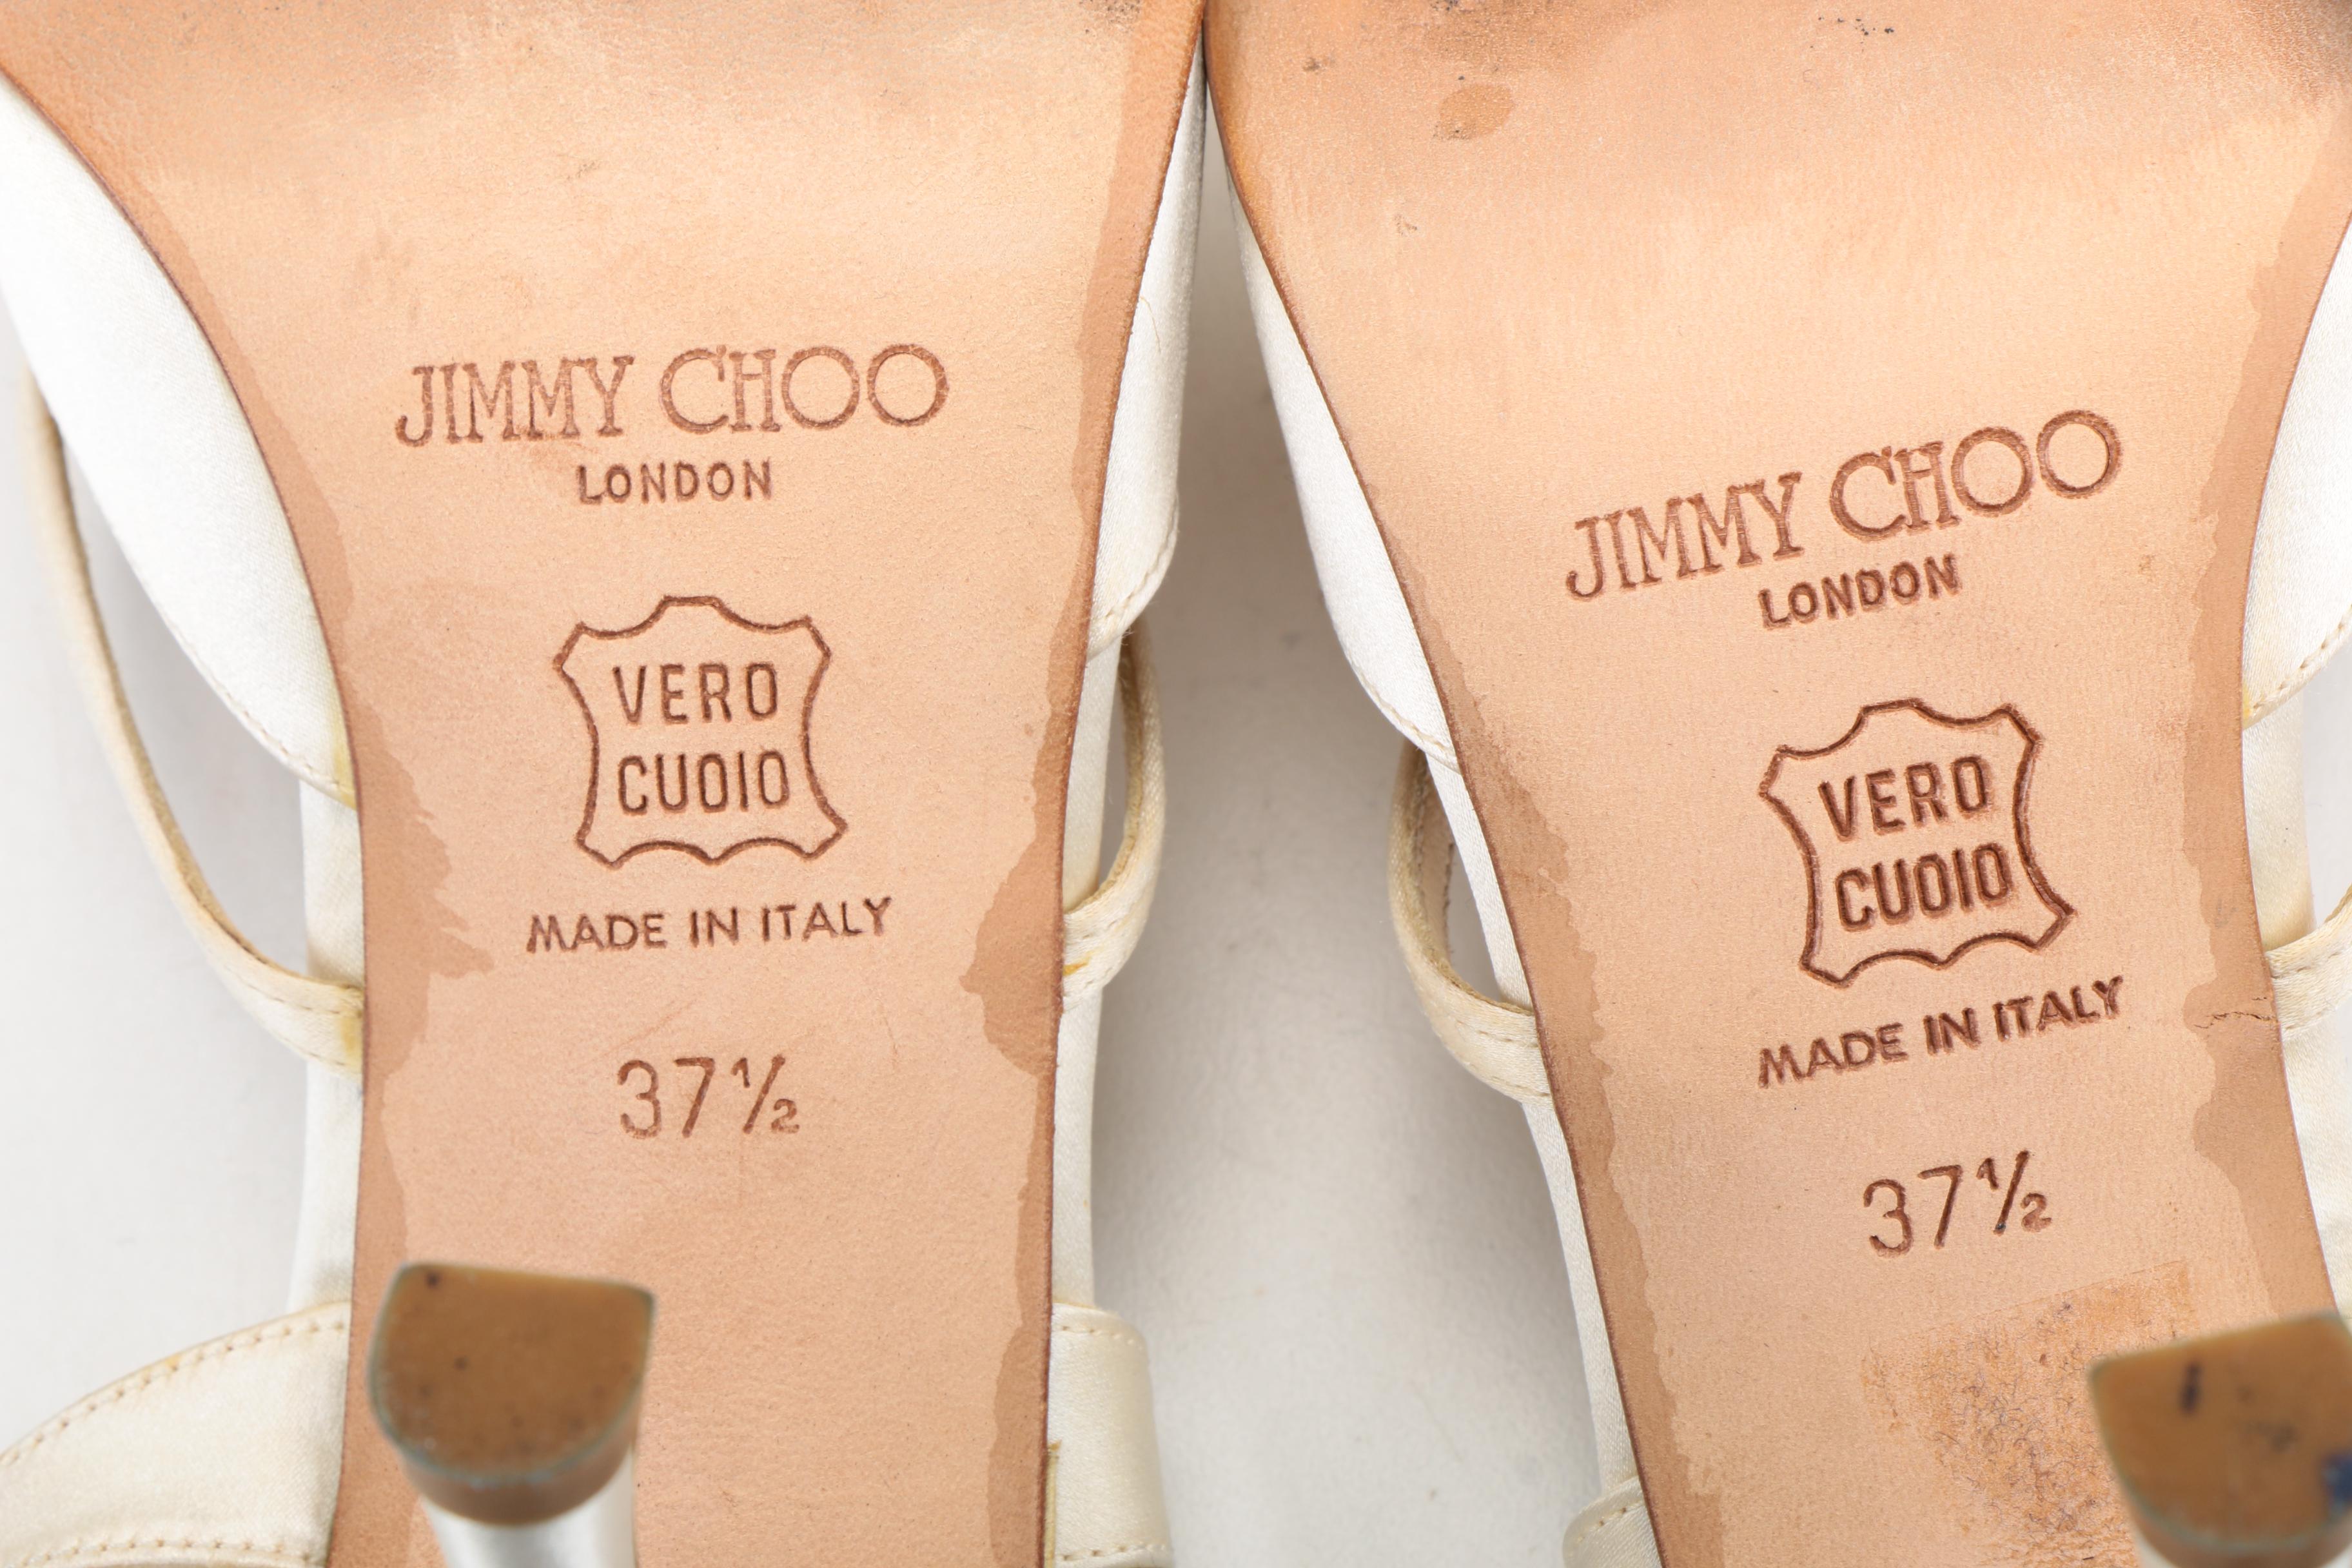 JIMMY CHOO
LONDON
VERO
CUOIO
MADE IN ITALY
37½
JIMMY CHOO
LONDON
VERO
CUOIO
MADE IN ITALY
37½